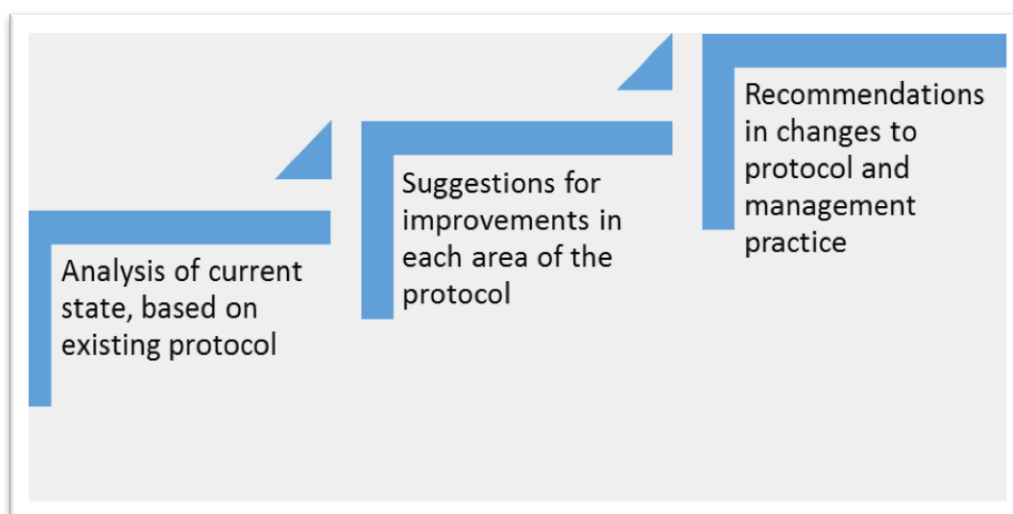 Analysis of current
state, based on
existing protocol
Suggestions for
improvements in
each area of the
protocol
Recommendations
in changes to
protocol and
management
practice